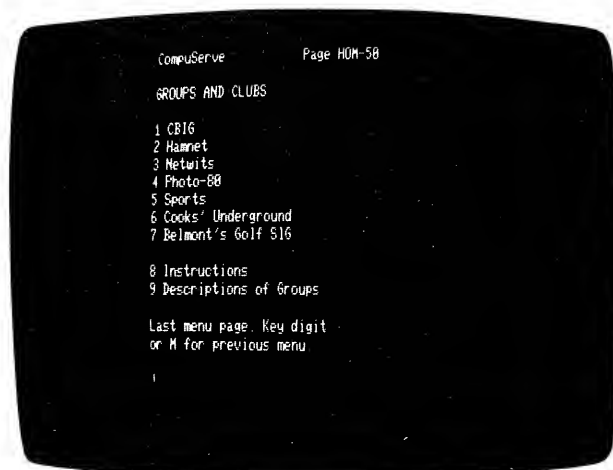 CompuServe Page HOM-50
GROUPS AND CLUBS
1 CBIG
2 Hamnet
3 Netwits
4 Photo-80
5 Sports
6 Cooks' Underground
7 Belmont's Golf SIG
8 Instructions
9 Descriptions of Groups
Last menu page. Key digit
or M for previous menu.